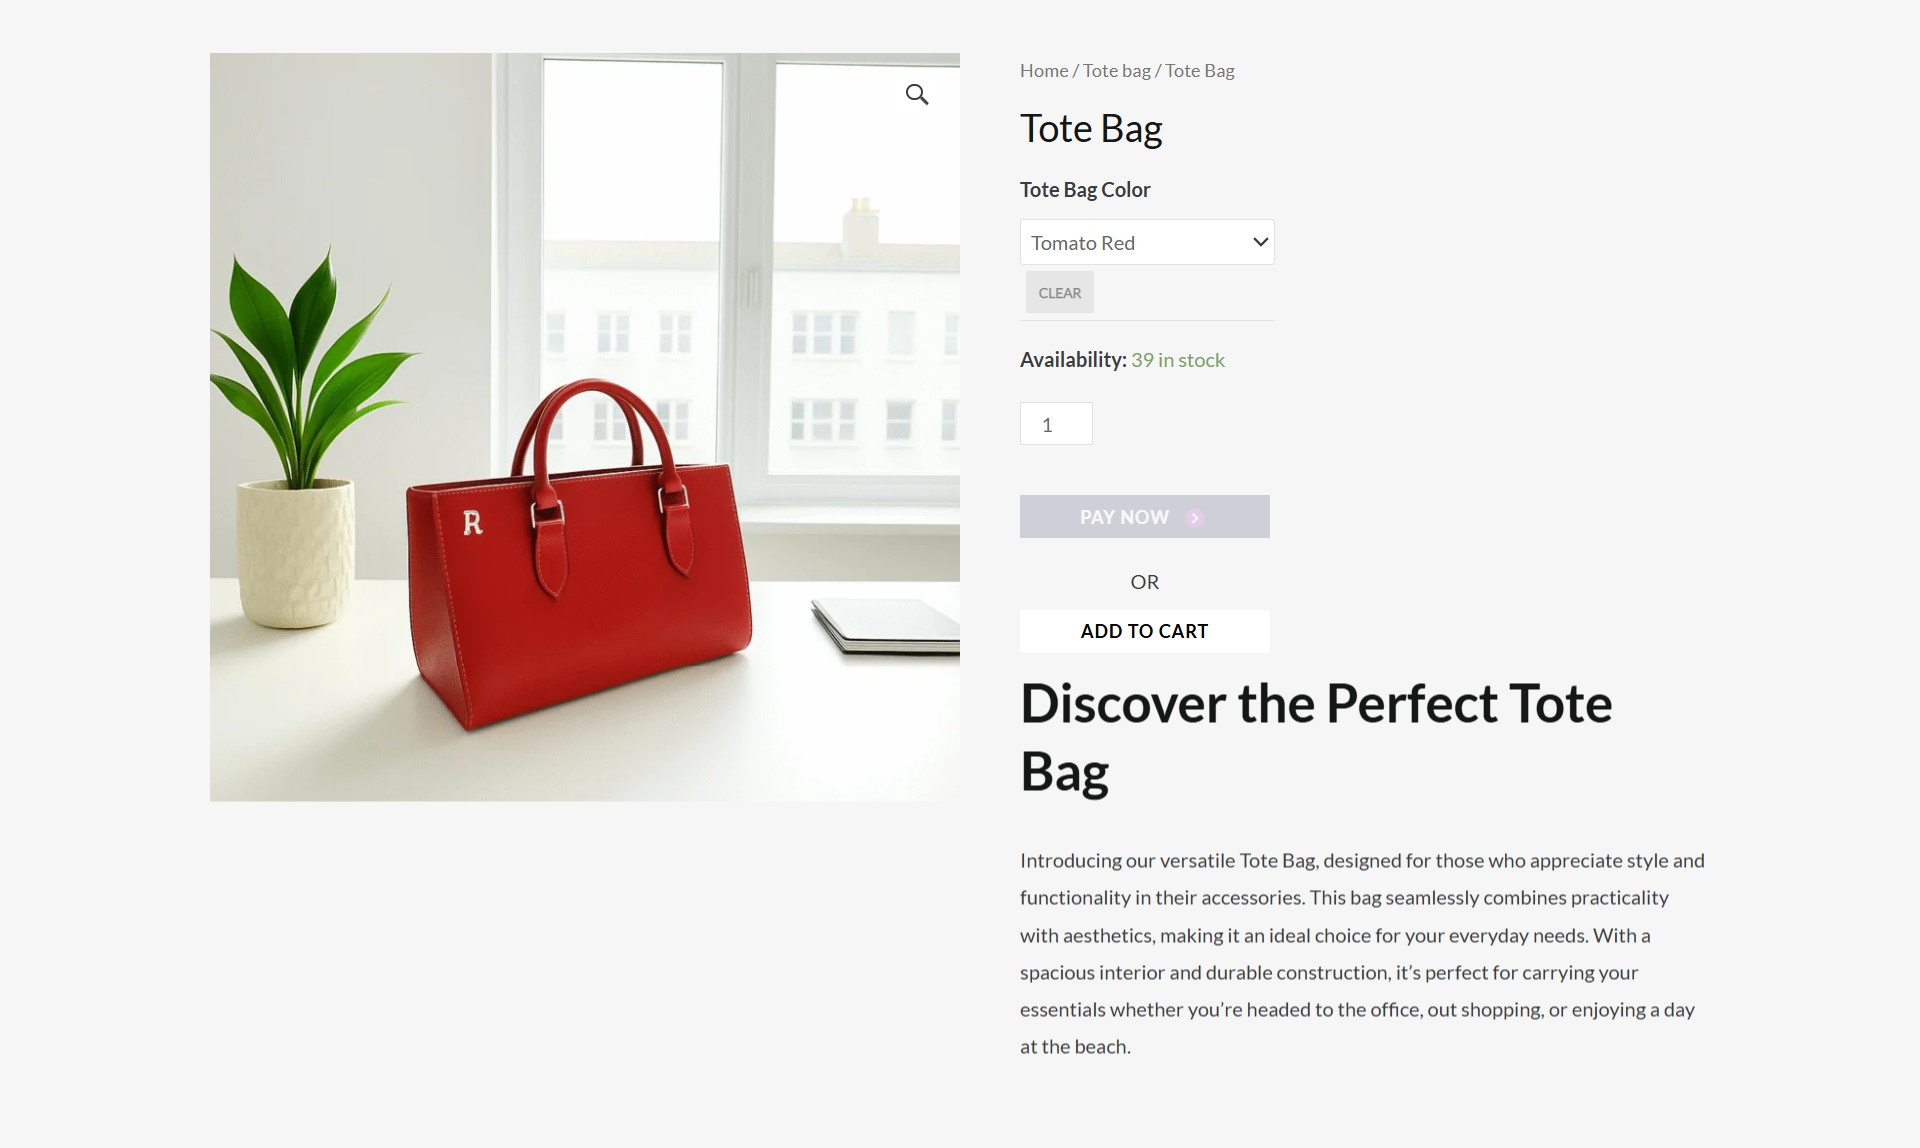 Home / Tote bag / Tote Bag
Tote Bag
Tote Bag Color
Tomato Red
CLEAR
Availability: 39 in stock
1
PAY NOW
OR
ADD TO CART
Discover the Perfect Tote
Bag
Introducing our versatile Tote Bag, designed for those who appreciate style and
functionality in their accessories. This bag seamlessly combines practicality
with aesthetics, making it an ideal choice for your everyday needs. With a
spacious interior and durable construction, it’s perfect for carrying your
essentials whether you’re headed to the office, out shopping, or enjoying a day
at the beach.
R